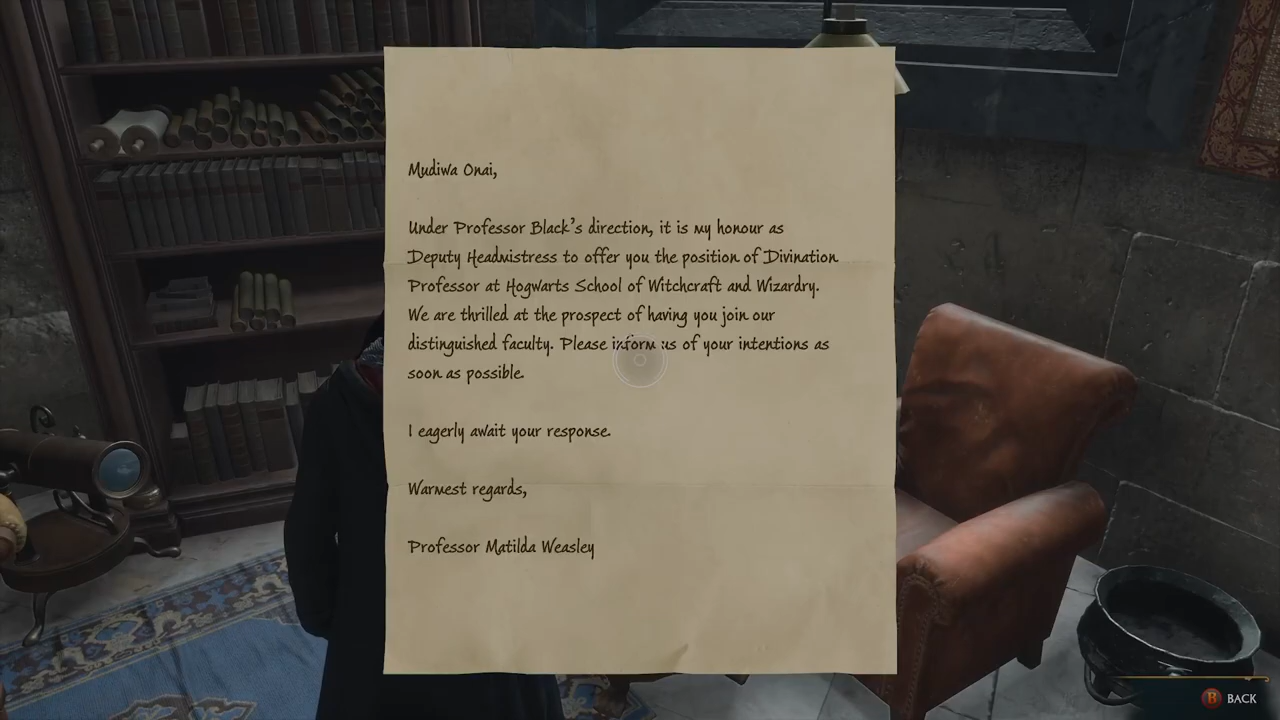 Mudiwa Onai,
Under Professor Black's direction, it is my honour as
Deputy Headmistress to offer you the position of Divination
Professor at Hogwarts School of Witchcraft and Wizardry.
We are thrilled at the prospect of having you join our
distinguished faculty. Please inform us of your intentions as
soon as possible.
I eagerly await your response.
Warmest regards,
Professor Matilda Weasley
B BACK